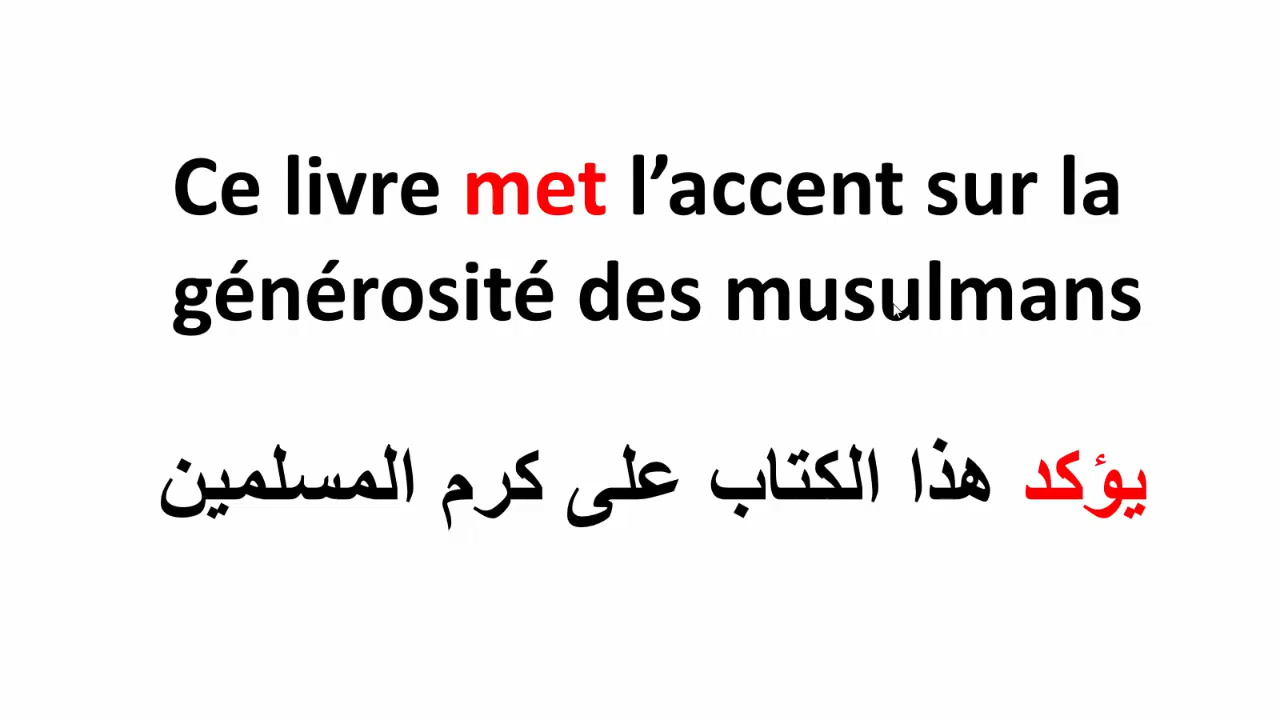 Ce livre met l’accent sur la
générosité des musulmans
يؤكد هذا الكتاب على كرم المسلمين